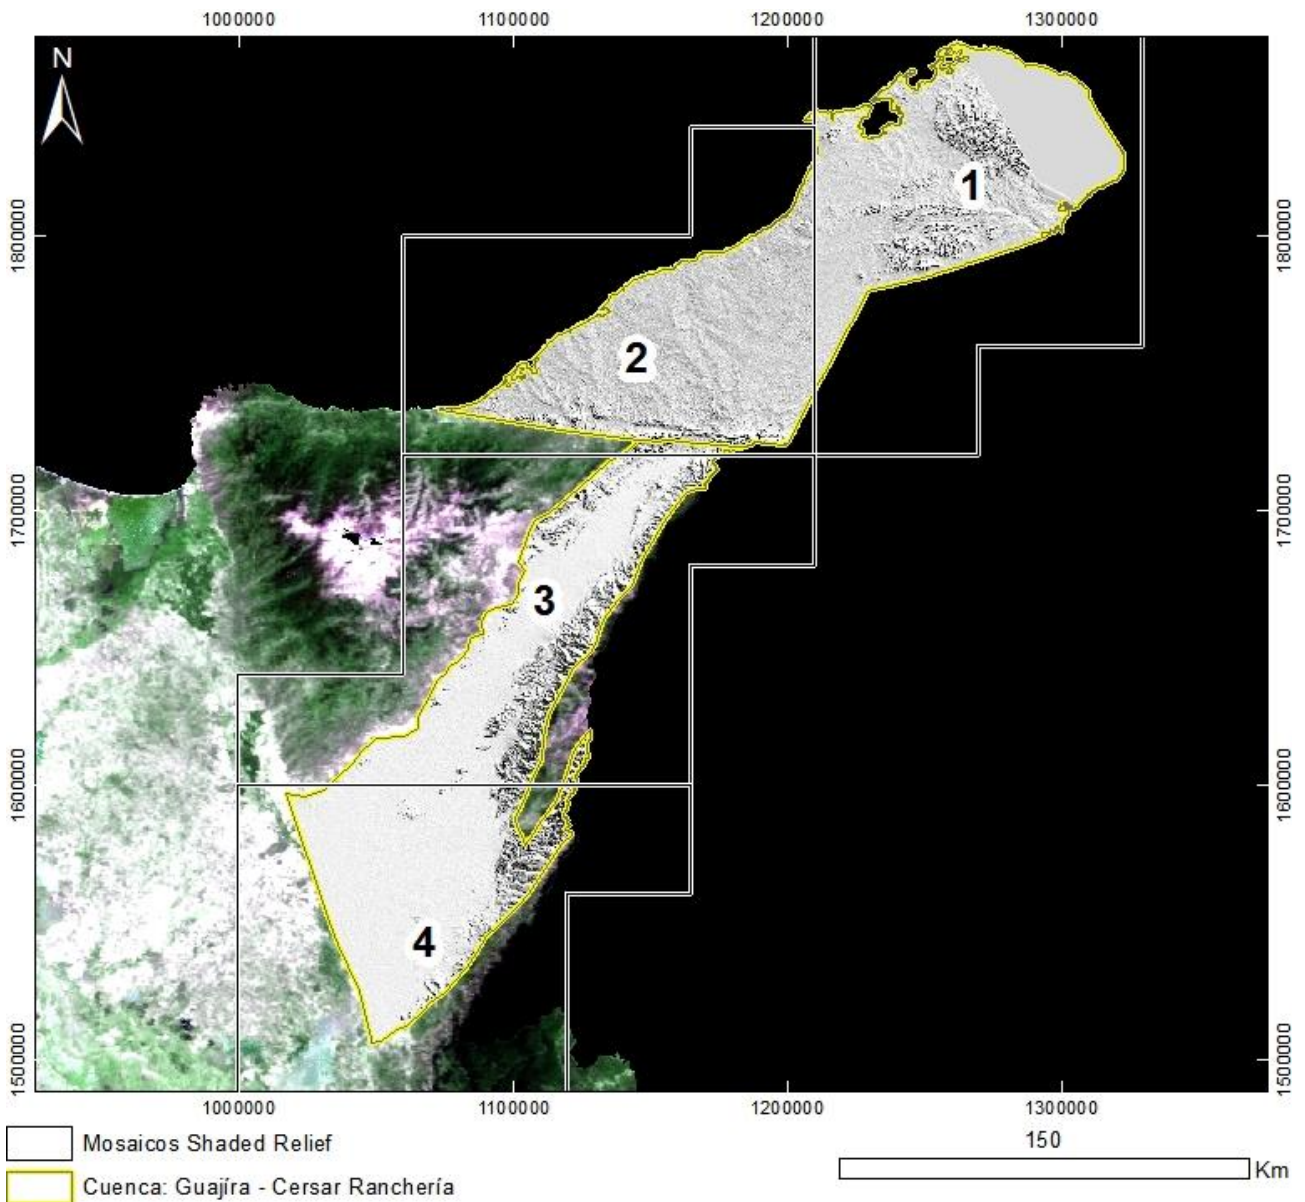 1000000 1100000 1200000 1300000
N
1
1800000 1800000
2
1700000 1700000
3
1600000 1600000
4
1500000 1500000
1000000 1100000 1200000 1300000
Mosaicos Shaded Relief 150
Km
Cuenca: Guajíra - Cersar Ranchería